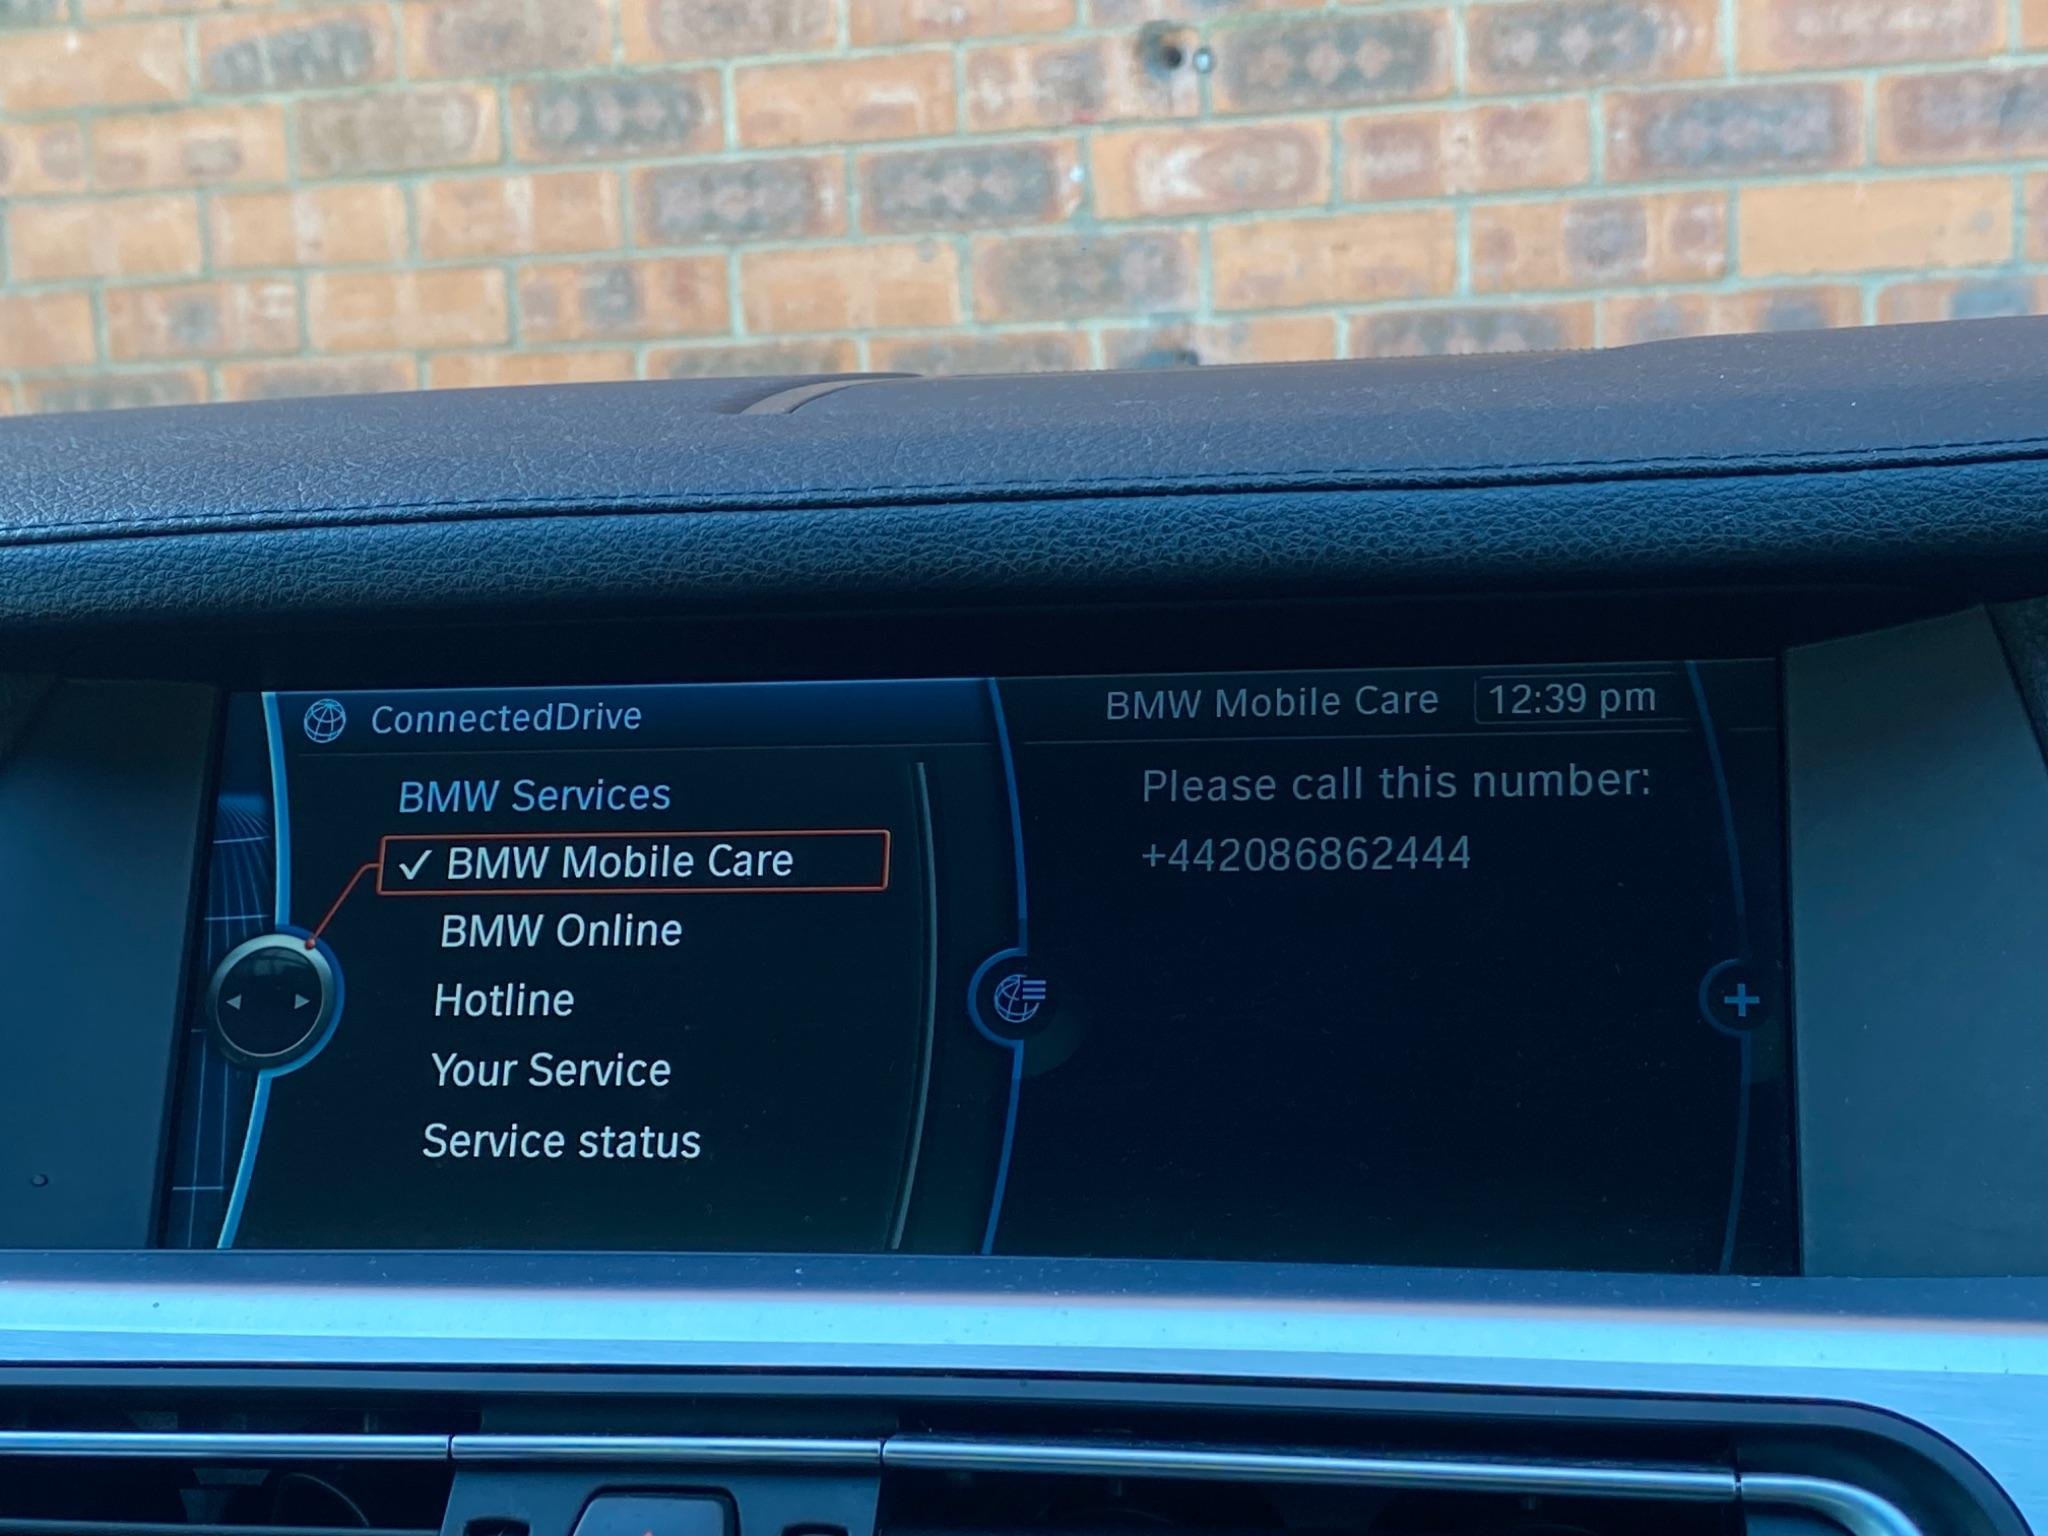 ConnectedDrive
BMW Services
✓ BMW Mobile Care
BMW Online
Hotline
Your Service
Service status
BMW Mobile Care 12:39 pm
Please call this number:
+442086862444